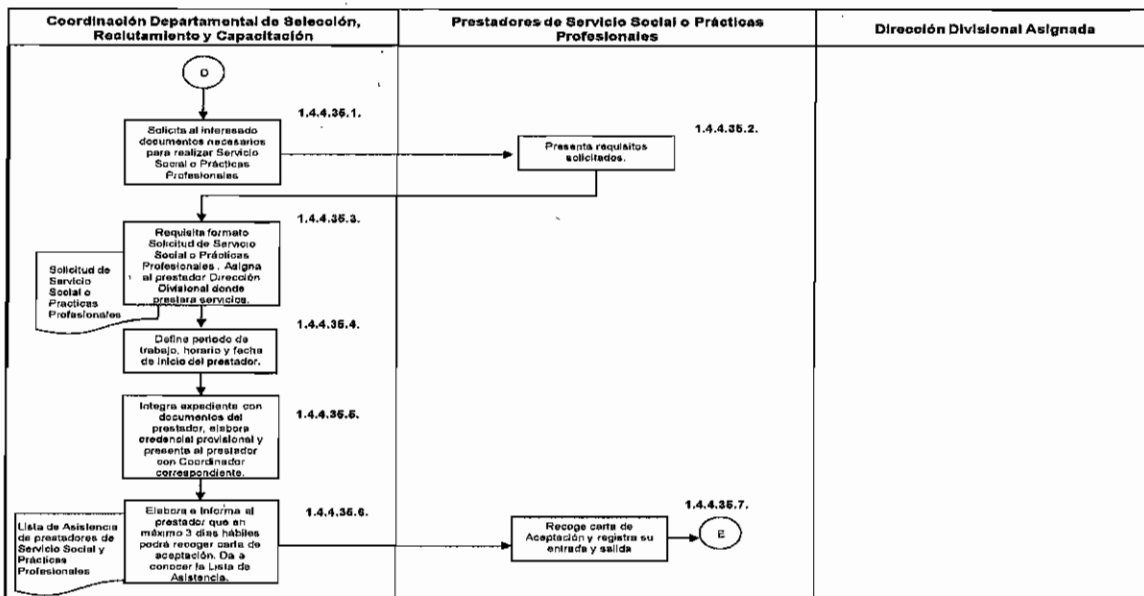 Coordinación Departamental de Selección,
Reclutamiento y Capacitación
Prestadores de Servicio Social o Prácticas
Profesionales
Dirección Divisional Asignada
D
1.4.4.35.1.
Solicita al interesado
documentos necesarios
para realizar Servicio
Social o Prácticas
Profesionales
1.4.4.35.2.
Presenta requisitos
solicitados.
1.4.4.35.3.
Requisita formato
Solicitud de Servicio
Social o Prácticas
Profesionales . Asigna
al prestador Dirección
Divisional donde
prestara servicios.
Solicitud de
Servicio
Social o
Practicas
Profesionales
1.4.4.35.4.
Define periodo de
trabajo, horario y fecha
de inicio del prestador.
1.4.4.35.5.
Integra expediente con
documentos del
prestador, elabora
credencial provisional y
presenta al prestador
con Coordinador
correspondiente.
1.4.4.35.6.
Elabora e Informa al
prestador que en
máximo 3 días hábiles
podrá recoger carta de
aceptación. Da a
conocer la Lista de
Asistencia.
Lista de Asistencia
de prestadores de
Servicio Social y
Prácticas
Profesionales
1.4.4.35.7.
Recoge carta de
Aceptación y registra su
entrada y salida
E